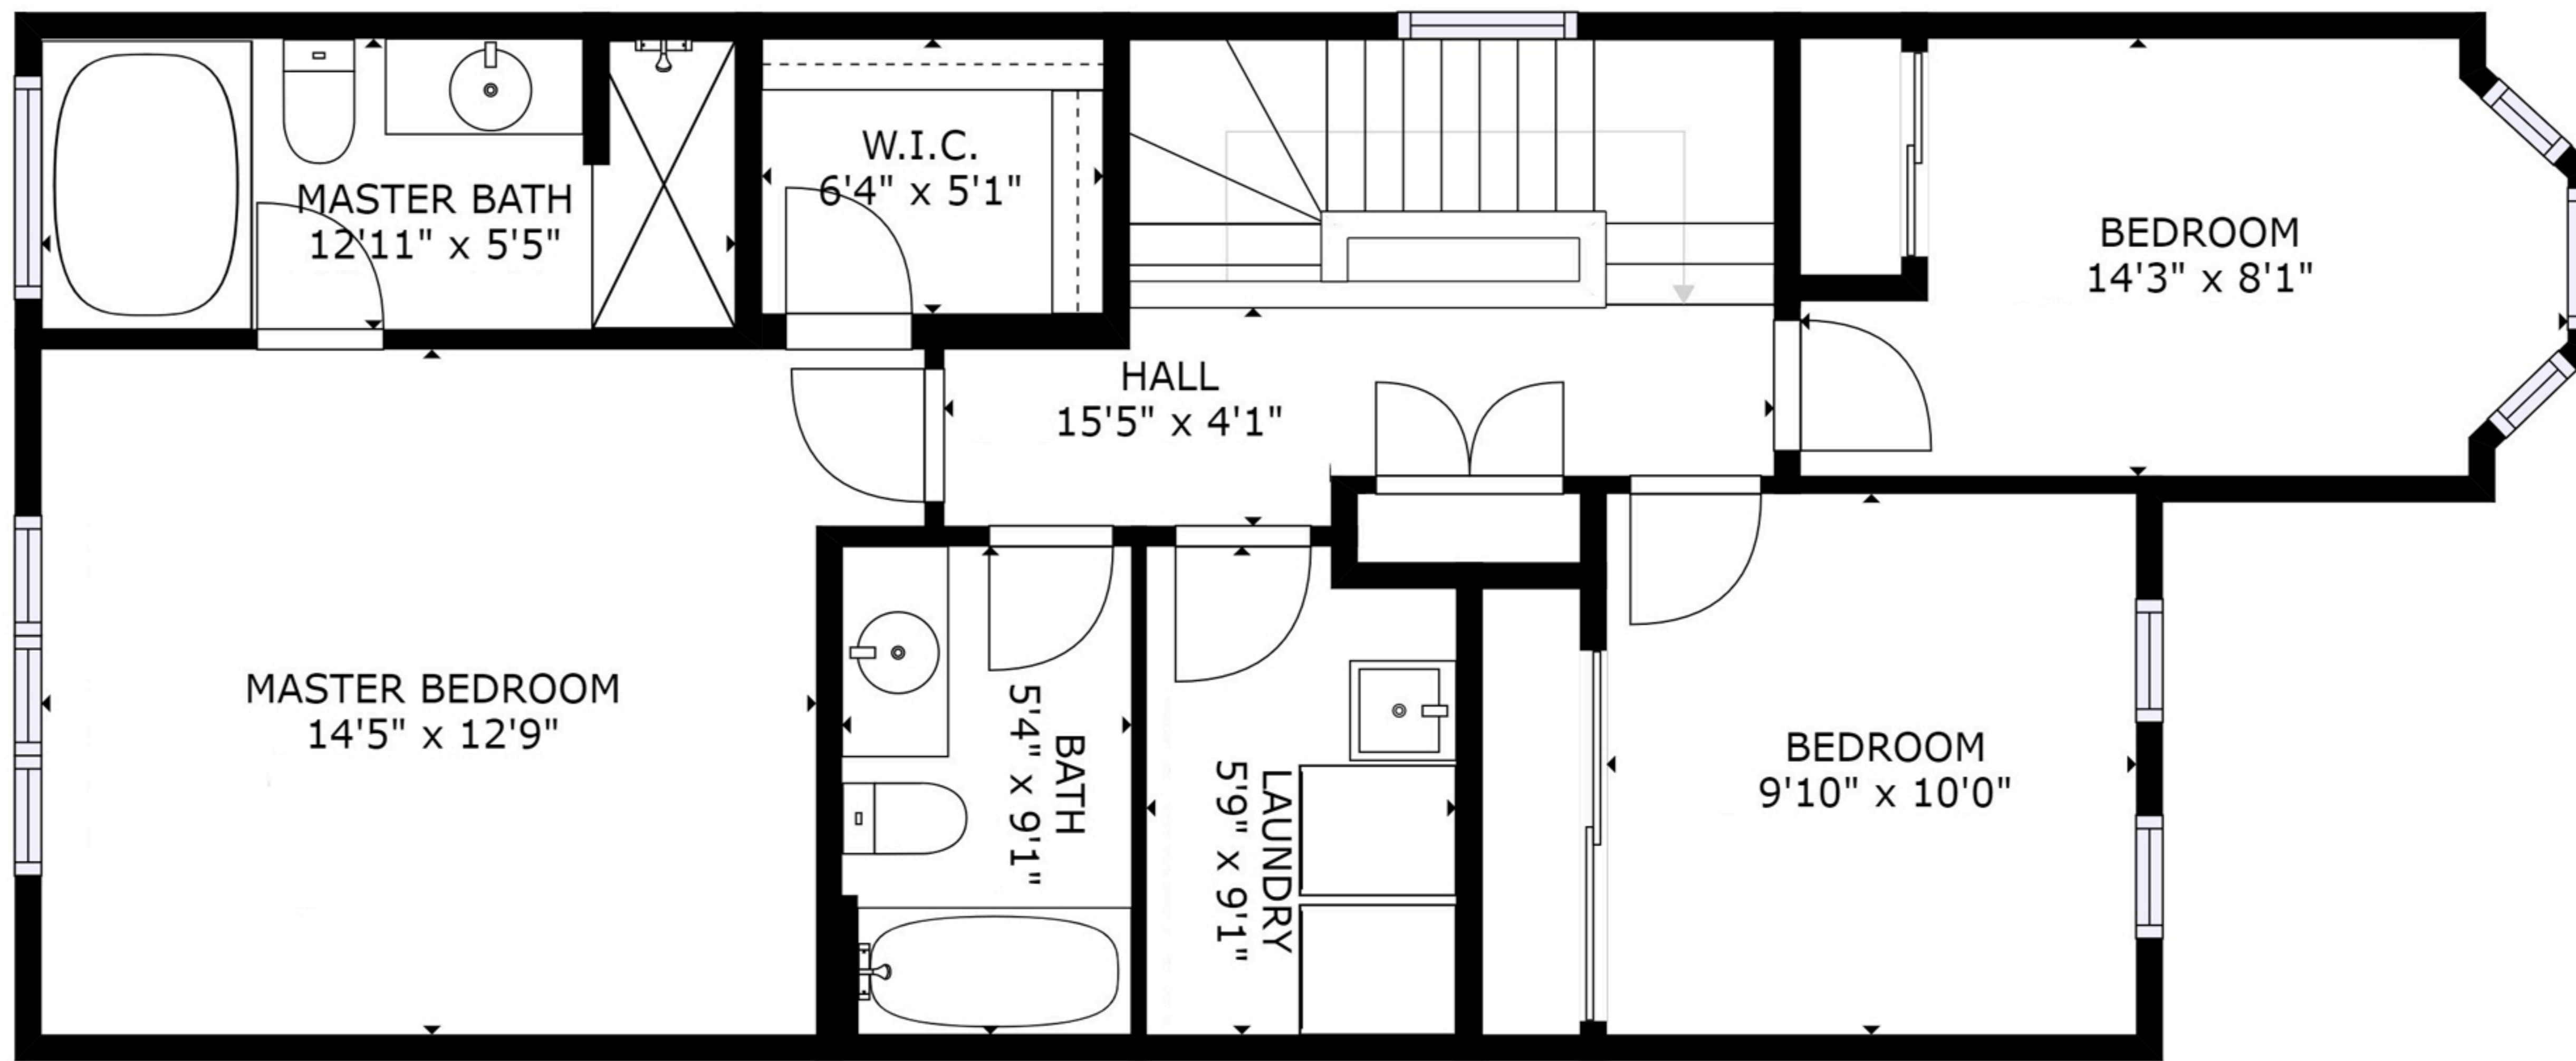 MASTER BATH
12'11" x 5'5"
W.I.C.
6'4" x 5'1"
BEDROOM
14'3" x 8'1"
HALL
15'5" x 4'1"
MASTER BEDROOM
14'5" x 12'9"
BATH
5'4" x 9'1"
LAUNDRY
5'9" x 9'1"
BEDROOM
9'10" x 10'0"